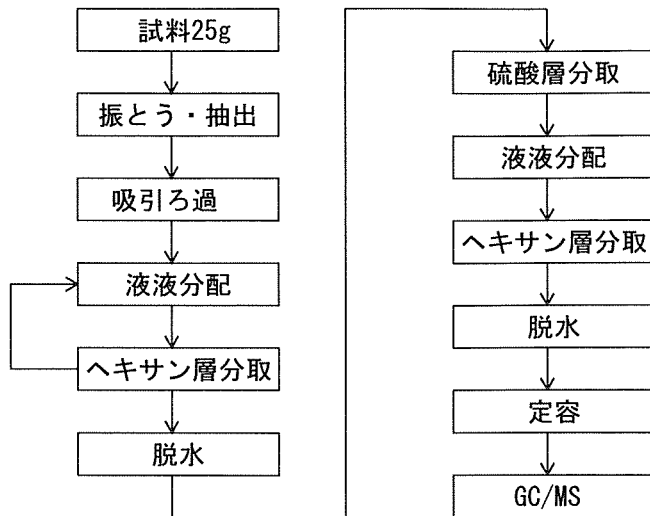 試料25g
振とう・抽出
吸引ろ過
液液分配
ヘキサン層分取
脱水
硫酸層分取
液液分配
ヘキサン層分取
脱水
定容
GC/MS